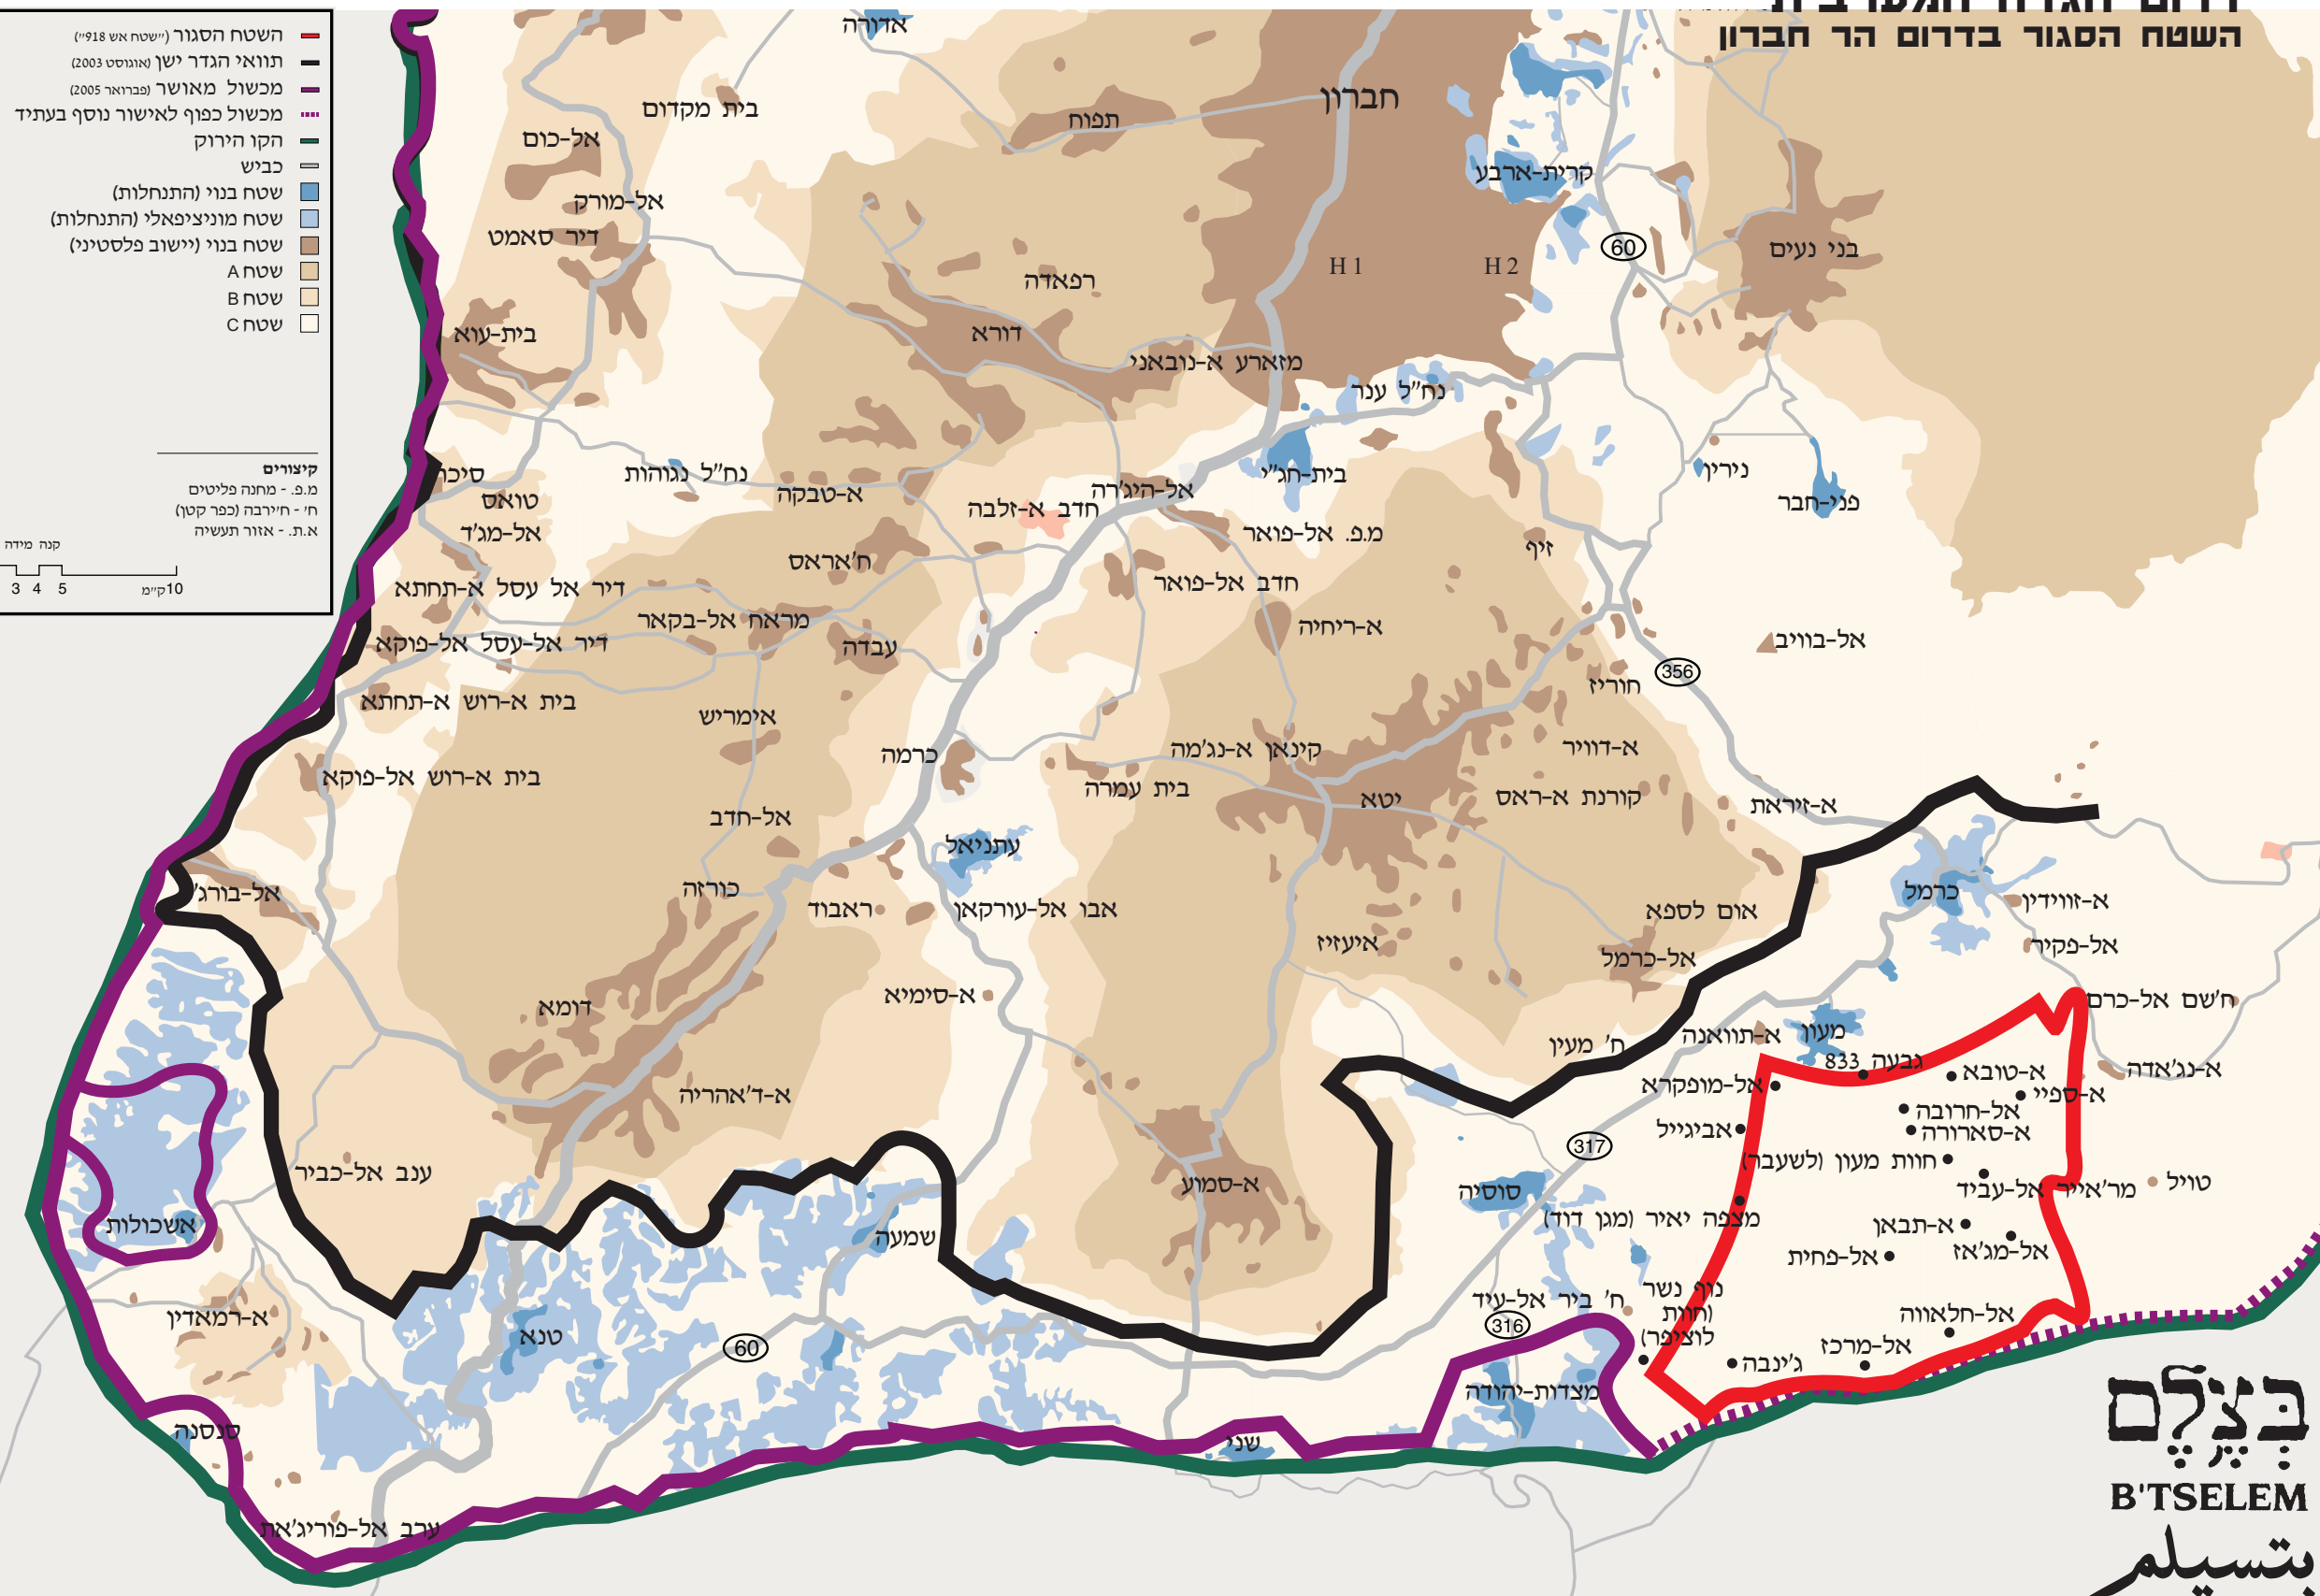 השטח הסגור בדרום הר חברון
השטח הסגור ("שטח אש 918")
תוואי הגדר ישן (אוגוסט 2003)
מכשול מאושר (פברואר 2005)
מכשול כפוף לאישור נוסף בעתיד
הקו הירוק
כביש
שטח בנוי (התנחלות)
שטח מוניציפאלי (התנחלות)
שטח בנוי (יישוב פלסטיני)
שטח A
שטח B
שטח C
קיצורים
מ.פ. - מחנה פליטים
ח' - ח'ירבה (כפר קטן)
א.ת. - אזור תעשיה
קנה מידה
3 4 5 10 ק"מ
אדורה
בית מקדום
חברון
תפוח
אל-כום
קרית-ארבע
אל-מורק
דיר סאמט
60
בני נעים
H 1
H 2
רפאדה
בית-עוא
דורא
מזארע א-נובאני
נח"ל ענר
סיכה
נח"ל נגוהות
א-טבקה
אל-היג'רה
בית-חג"י
נירין
פני-חבר
טואס
חדב א-זלבה
אל-מג'ד
מ.פ. אל-פואר
זיף
ח'אראס
דיר אל עסל א-תחתא
חדב אל-פואר
מראח אל-בקאר
א-ריחיה
דיר אל-עסל אל-פוקא
עבדה
אל-בוויב
356
חוריז
בית א-רוש א-תחתא
אימריש
כרמה
קינאן א-נג'מה
א-דוויר
בית א-רוש אל-פוקא
בית עמרה
יטא
קורנת א-ראס
א-זיראת
אל-חדב
עתניאל
כורזה
אל-בורג'
כרמל
ראבוד
אבו אל-עורקאן
אום לספא
א-זווידין
איעזיז
אל-פקיר
אל-כרמל
א-סימיא
ח'שם אל-כרם
דומא
א-תוואנה
מעון
ח' מעין
גבעה 833
א-נג'אדה
א-טובא
אל-מופקרא
א-ד'אהריה
א-ספיי
אל-חרובה
אביגייל
א-סארורה
317
חוות מעון (לשעבר)
ענב אל-כביר
א-סמוע
סוסיה
מר'אייר אל-עביד
טויל
אשכולות
מצפה יאיר (מגן דוד)
א-תבאן
שמעה
אל-מג'אז
אל-פחית
נוף נשר
(חוות
לוציפר)
ח' ביר אל-עיד
316
א-רמאדין
אל-חלאווה
טנא
60
אל-מרכז
ג'ינבה
מצדות-יהודה
סנסנה
שני
ערב אל-פוריג'את
בְּצֶלֶם
B'TSELEM
بتسيلم